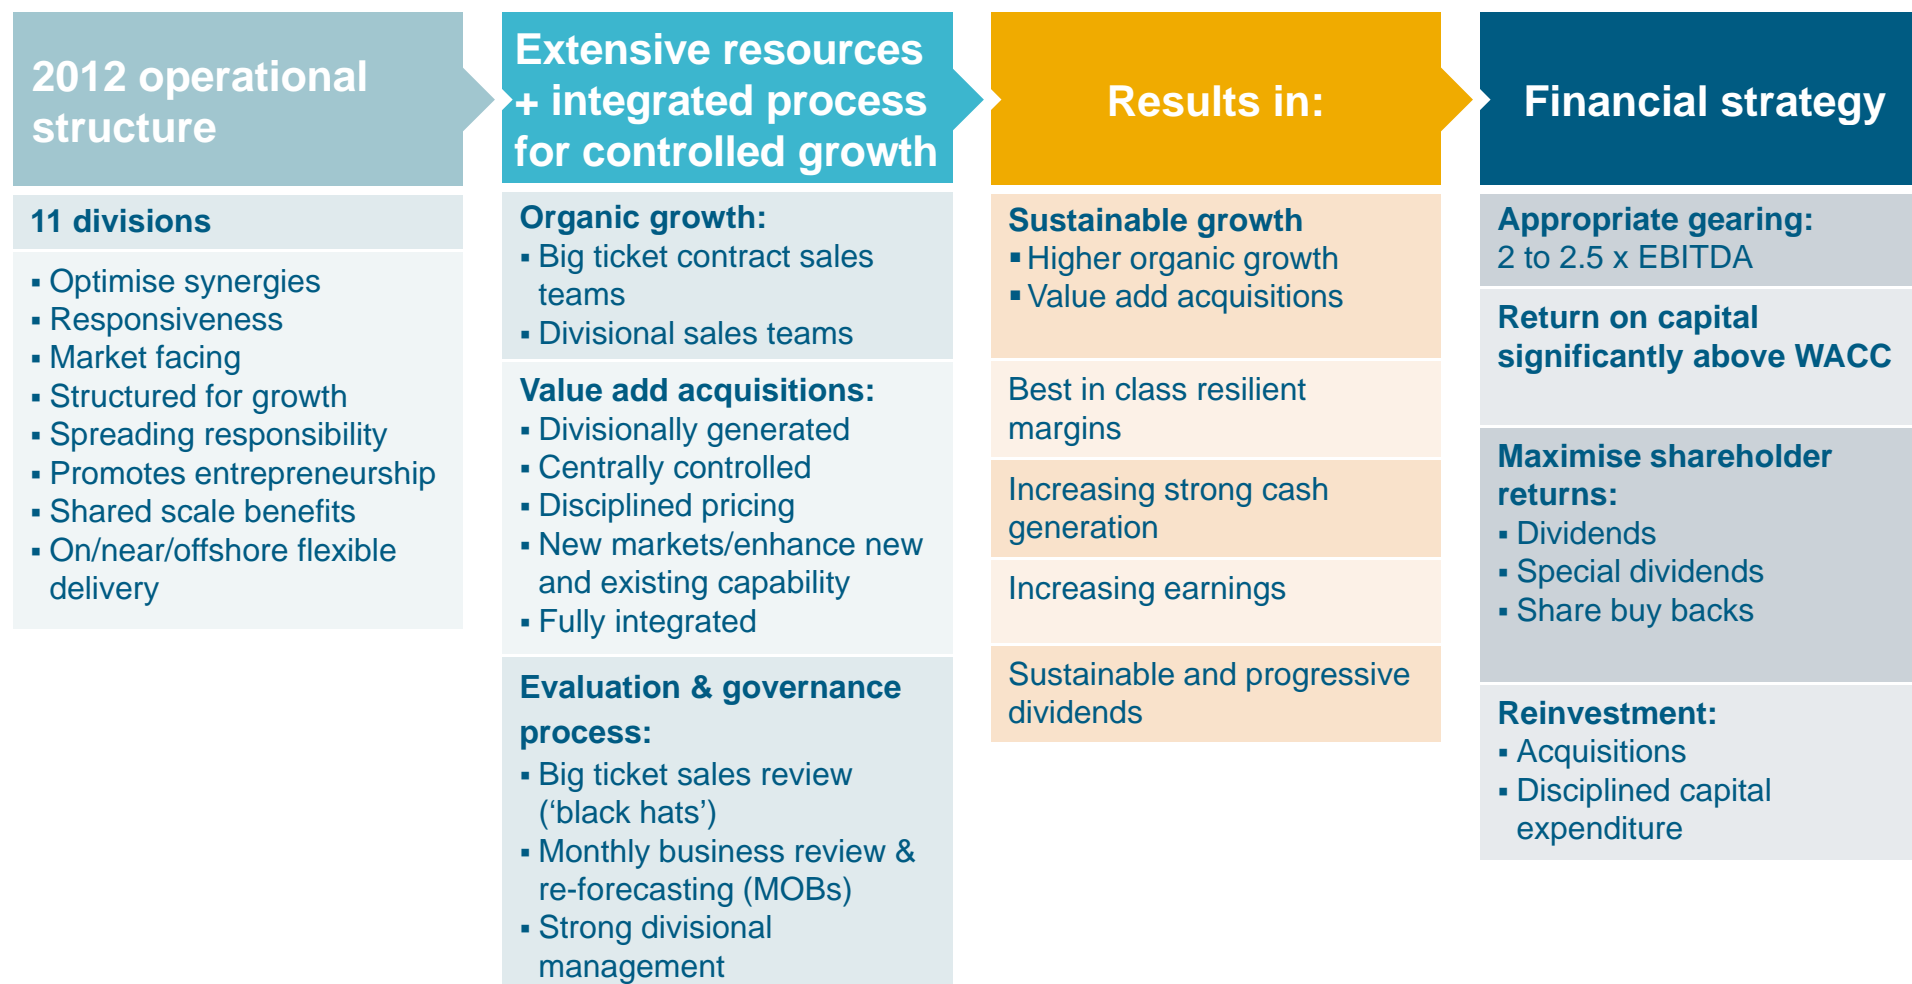 2012 operational
structure
11 divisions
▪ Optimise synergies
▪ Responsiveness
▪ Market facing
▪ Structured for growth
▪ Spreading responsibility
▪ Promotes entrepreneurship
▪ Shared scale benefits
▪ On/near/offshore flexible
delivery
Extensive resources
+ integrated process
for controlled growth
Organic growth:
▪ Big ticket contract sales
teams
▪ Divisional sales teams
Value add acquisitions:
▪ Divisionally generated
▪ Centrally controlled
▪ Disciplined pricing
▪ New markets/enhance new
and existing capability
▪ Fully integrated
Evaluation & governance
process:
▪ Big ticket sales review
(‘black hats’)
▪ Monthly business review &
re-forecasting (MOBs)
▪ Strong divisional
management
Results in:
Sustainable growth
▪ Higher organic growth
▪ Value add acquisitions
Best in class resilient
margins
Increasing strong cash
generation
Increasing earnings
Sustainable and progressive
dividends
Financial strategy
Appropriate gearing:
2 to 2.5 x EBITDA
Return on capital
significantly above WACC
Maximise shareholder
returns:
▪ Dividends
▪ Special dividends
▪ Share buy backs
Reinvestment:
▪ Acquisitions
▪ Disciplined capital
expenditure